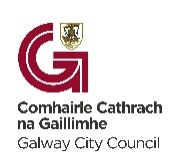 Comhairle Cathrach
na Gaillimhe
Galway City Council